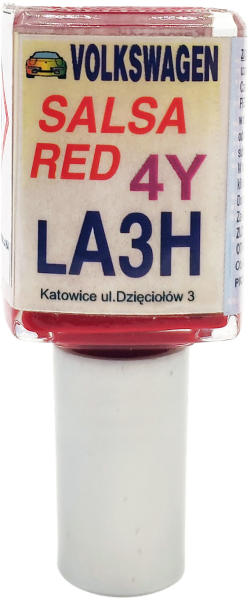 VOLKSWAGEN
SALSA
RED 4Y
LA3H
Katowice ul.Dzięciołów 3